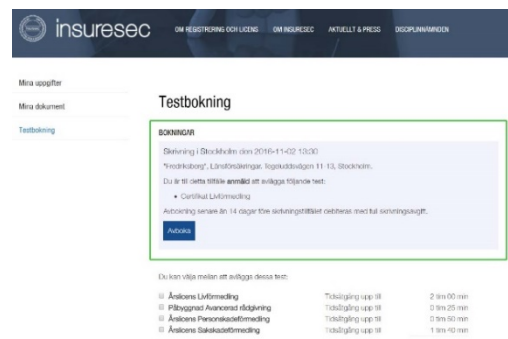 insuresec
OM REGISTRERING OCH LICENS OM INSURESEC AKTUELLT & PRESS DISCIPLINNÄMNDEN
Mina uppgifter
Mina dokument
Testbokning
Testbokning
BOKNINGAR
Skrivning i Stockholm den 2016-11-02 13:30
"Fredriksborg", Länsförsäkringar, Tegeluddsvägen 11-13, Stockholm.
Du är till detta tillfälle anmäld att avlägga följande test:
• Certifikat Livförmedling
Avbokning senare än 14 dagar före skrivningstillfället debiteras med full skrivningsavgift.
Avboka
Du kan välja mellan att avlägga dessa test:
Årslicens Livförmedling Tidsåtgång upp till 2 tim 00 min
Påbyggnad Avancerad rådgivning Tidsåtgång upp till 0 tim 25 min
Årslicens Personskadeförmedling Tidsåtgång upp till 0 tim 50 min
Årslicens Sakskadeförmedling Tidsåtgång upp till 1 tim 40 min